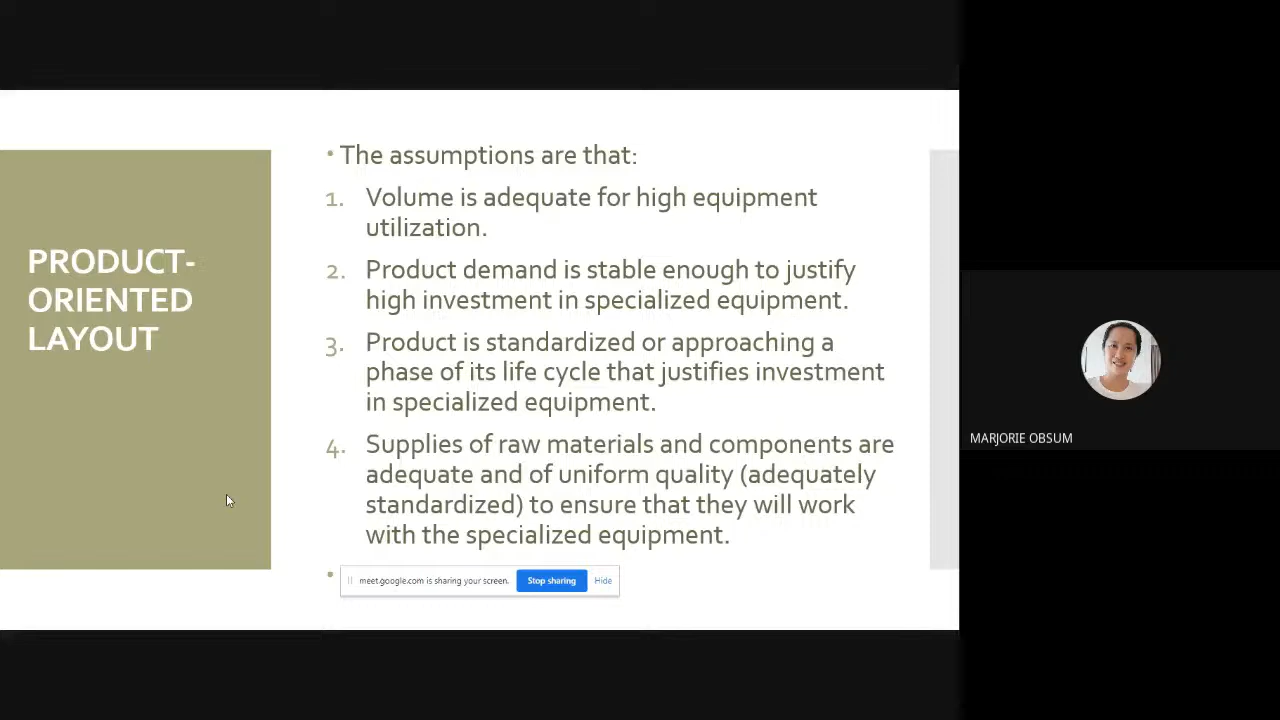 PRODUCT-
ORIENTED
LAYOUT
• The assumptions are that:
1. Volume is adequate for high equipment
utilization.
2. Product demand is stable enough to justify
high investment in specialized equipment.
3. Product is standardized or approaching a
phase of its life cycle that justifies investment
in specialized equipment.
4. Supplies of raw materials and components are
adequate and of uniform quality (adequately
standardized) to ensure that they will work
with the specialized equipment.
•
meet.google.com is sharing your screen. Stop sharing Hide
MARJORIE OBSUM